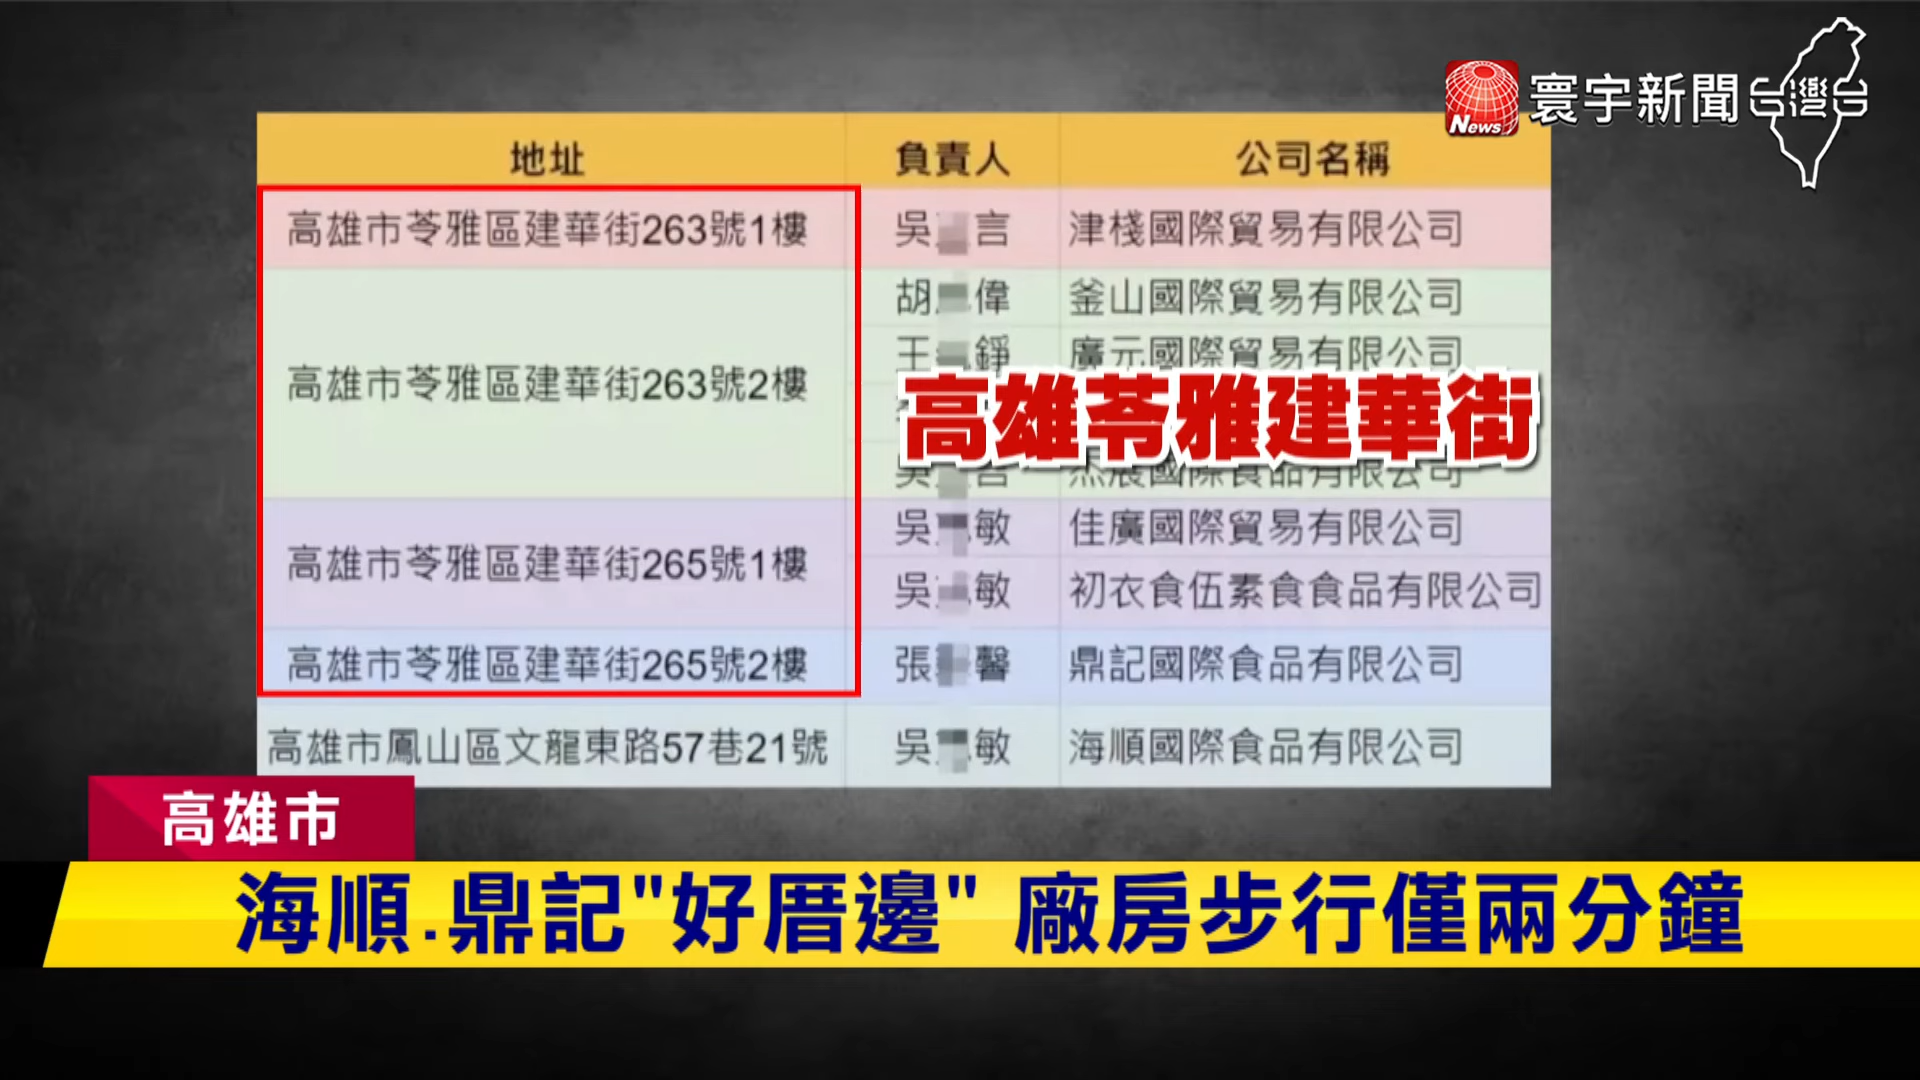 寰宇新聞
台灣台
News
地址 負責人 公司名稱
高雄市苓雅區建華街263號1樓 吳 言 津棧國際貿易有限公司
高雄市苓雅區建華街263號2樓 胡 偉 釜山國際貿易有限公司
王 錚 廣元國際貿易有限公司
高雄苓雅建華街
高雄市苓雅區建華街265號1樓 吳 敏 佳廣國際貿易有限公司
吳 敏 初衣食伍素食食品有限公司
高雄市苓雅區建華街265號2樓 張 馨 鼎記國際食品有限公司
高雄市鳳山區文龍東路57巷21號 吳 敏 海順國際食品有限公司
高雄市
海順.鼎記"好厝邊" 廠房步行僅兩分鐘